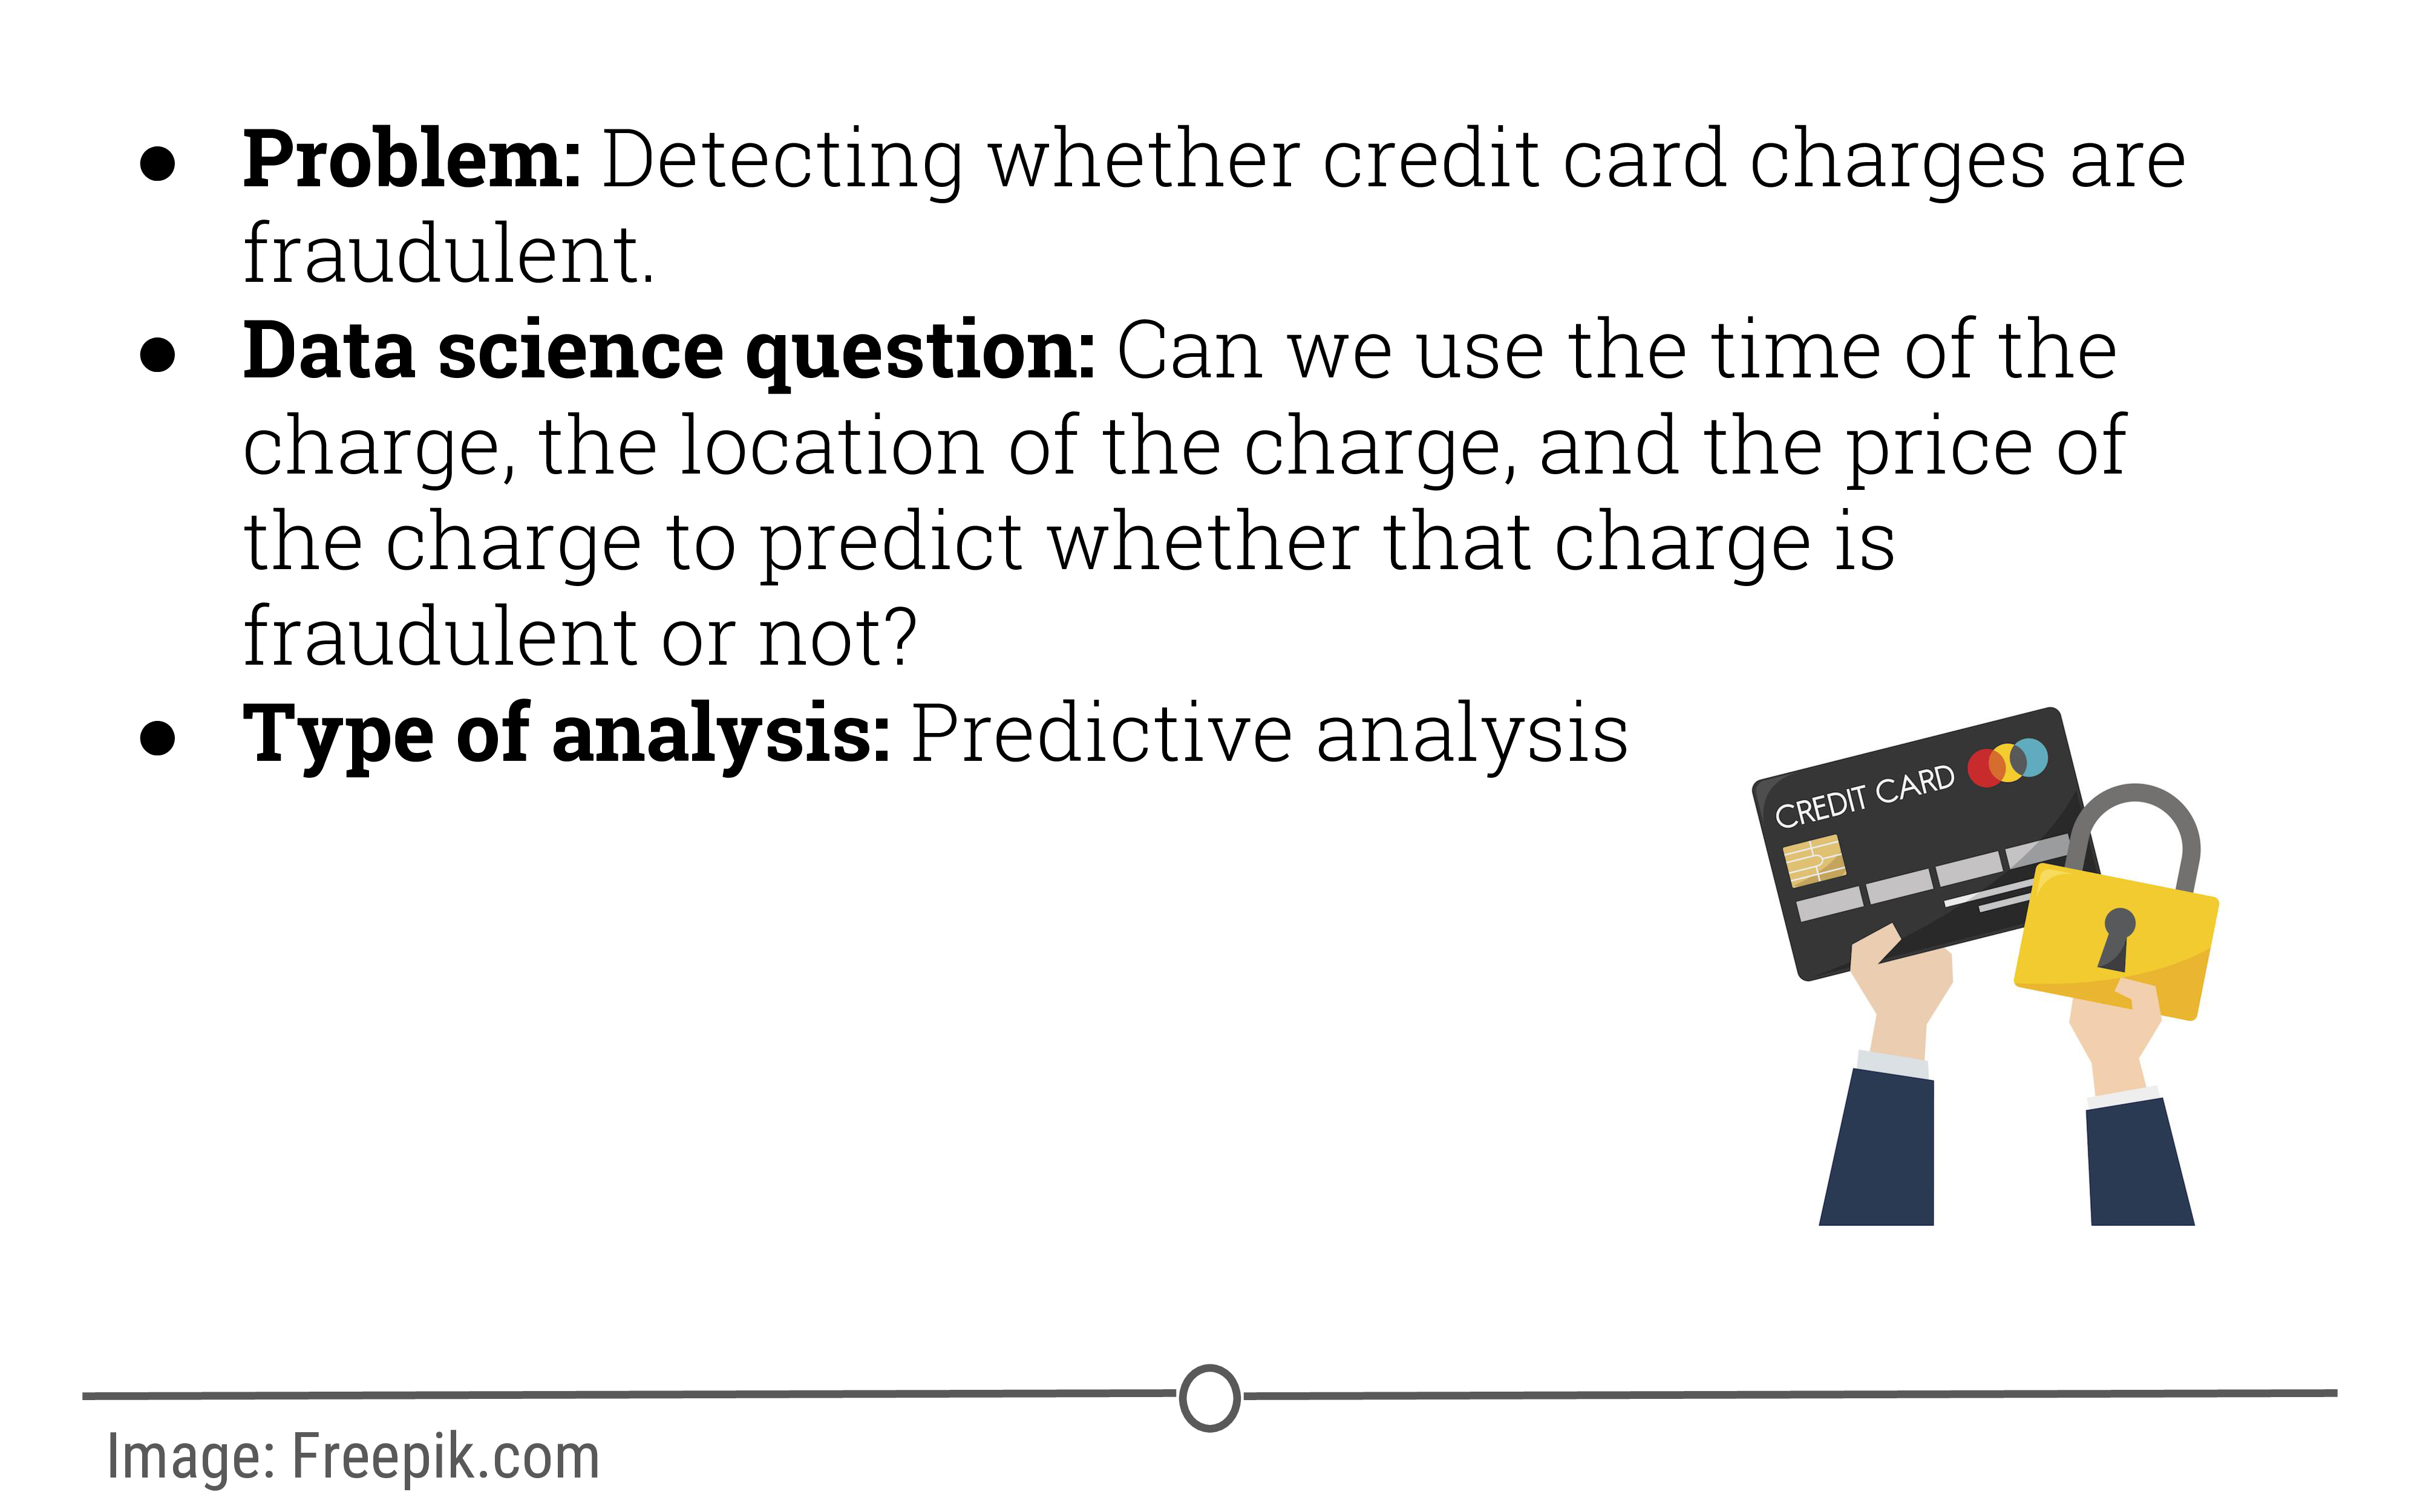 ● Problem: Detecting whether credit card charges are
fraudulent.
● Data science question: Can we use the time of the
charge, the location of the charge, and the price of
the charge to predict whether that charge is
fraudulent or not?
● Type of analysis: Predictive analysis
CREDIT CARD
Image: Freepik.com